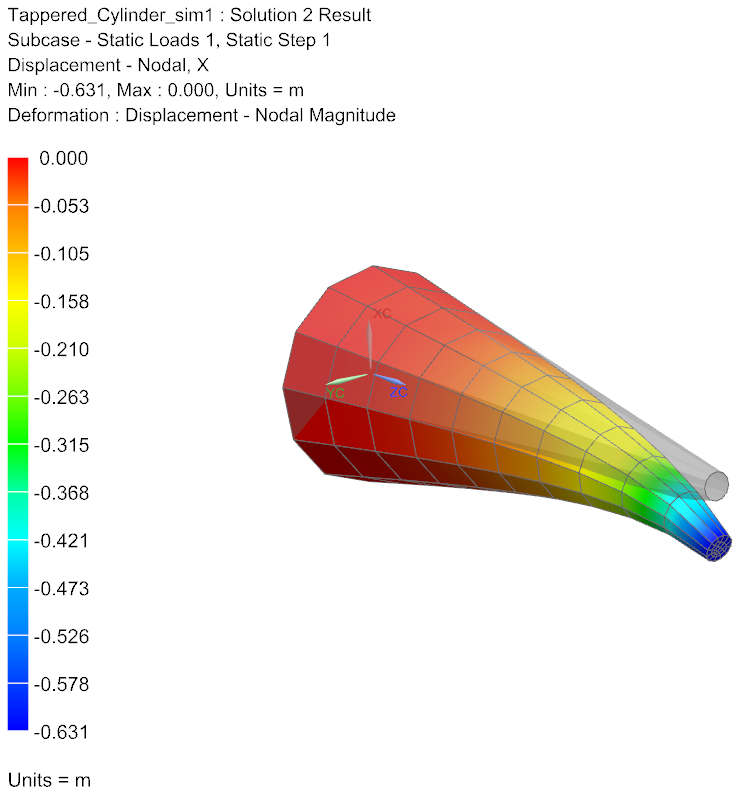 Tappered_Cylinder_sim1 : Solution 2 Result
Subcase - Static Loads 1, Static Step 1
Displacement - Nodal, X
Min : -0.631, Max : 0.000, Units = m
Deformation : Displacement - Nodal Magnitude
0.000
-0.053
-0.105
-0.158
-0.210
-0.263
-0.315
-0.368
-0.421
-0.473
-0.526
-0.578
-0.631
Units = m
XC
YC
ZC